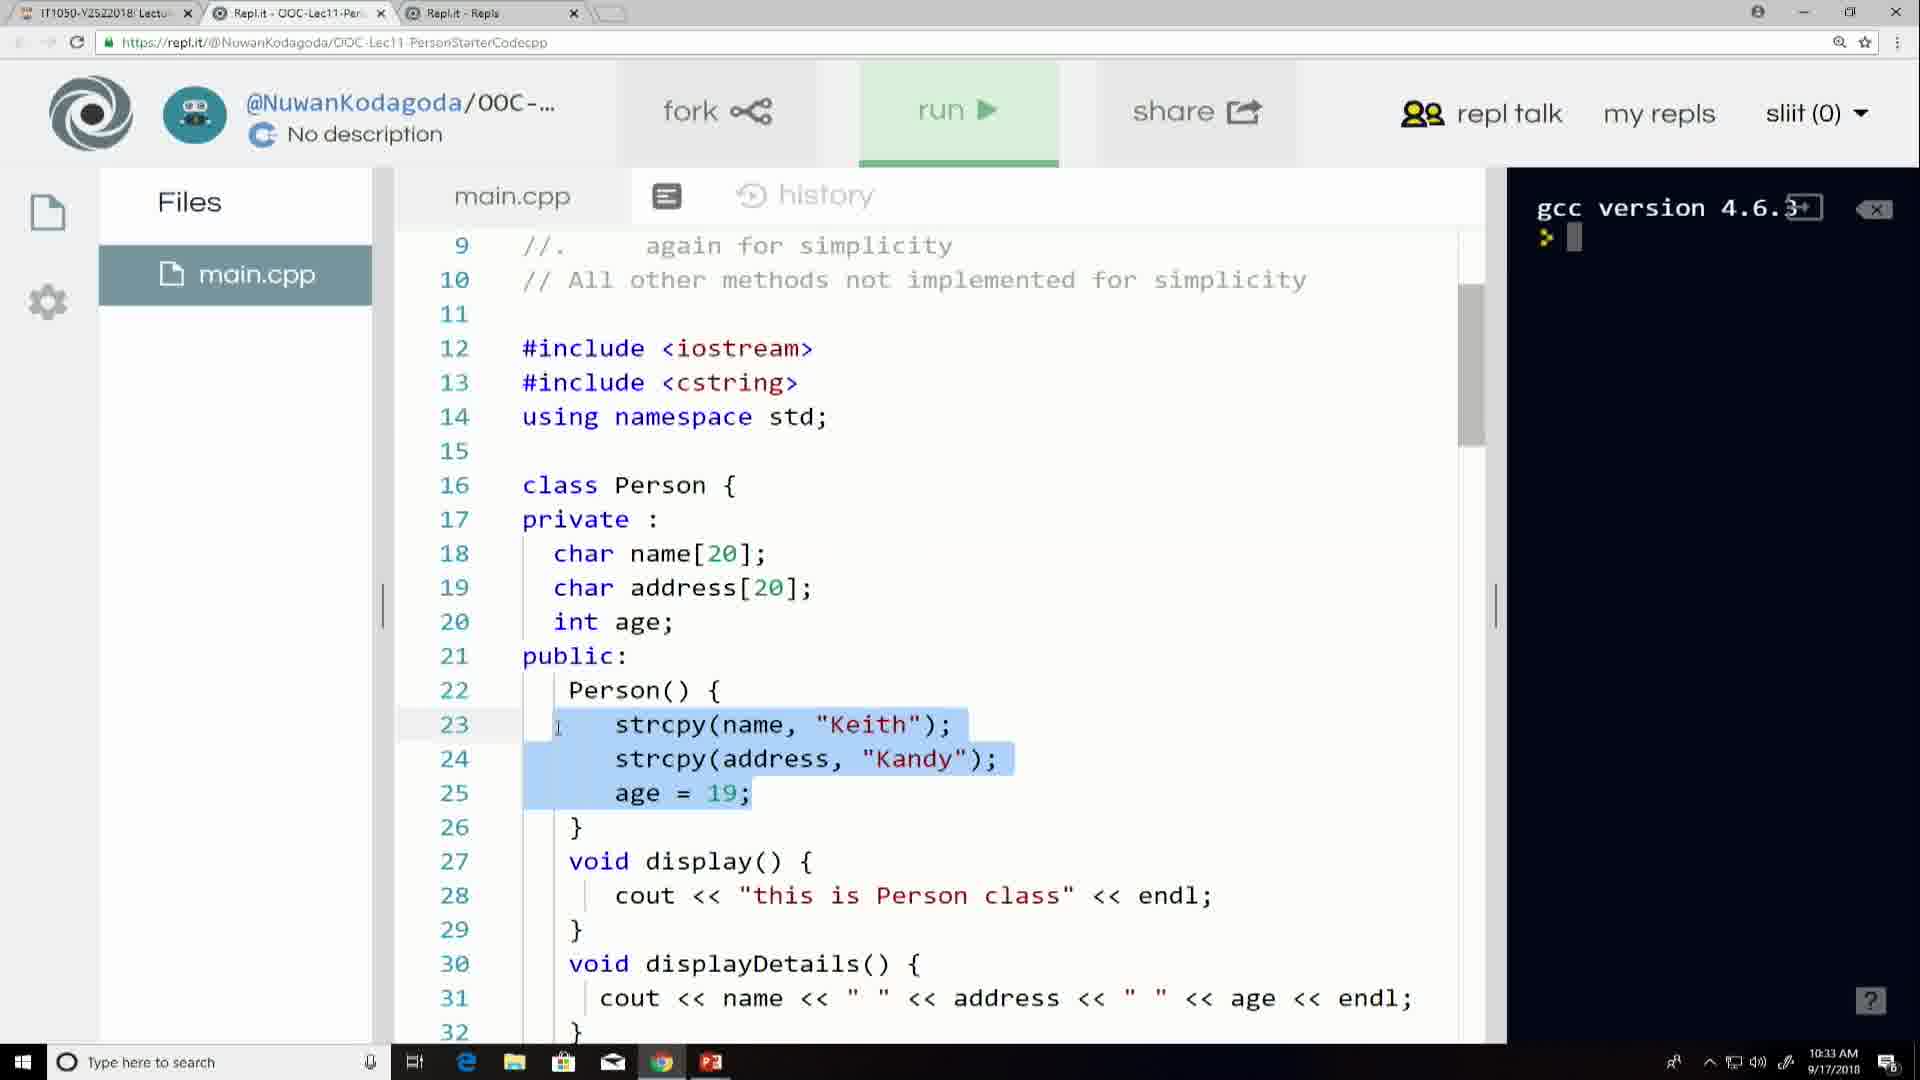 IT1050-Y2S22018: Lectu
Repl.it - OOC-Lec11-Per
Repl.it - Repls
https://repl.it/@NuwanKodagoda/OOC-Lec11-PersonStarterCodecpp
@NuwanKodagoda/OOC-...
No description
fork
run
share
repl talk
my repls
sliit (0)
Files
main.cpp
main.cpp
history
gcc version 4.6.3
>
9 //.     again for simplicity
10 // All other methods not implemented for simplicity
11
12 #include <iostream>
13 #include <cstring>
14 using namespace std;
15
16 class Person {
17 private :
18 char name[20];
19 char address[20];
20 int age;
21 public:
22 Person() {
23 strcpy(name, "Keith");
24 strcpy(address, "Kandy");
25 age = 19;
26 }
27 void display() {
28 cout << "this is Person class" << endl;
29 }
30 void displayDetails() {
31 cout << name << " " << address << " " << age << endl;
32 }
?
Type here to search
10:33 AM
9/17/2018